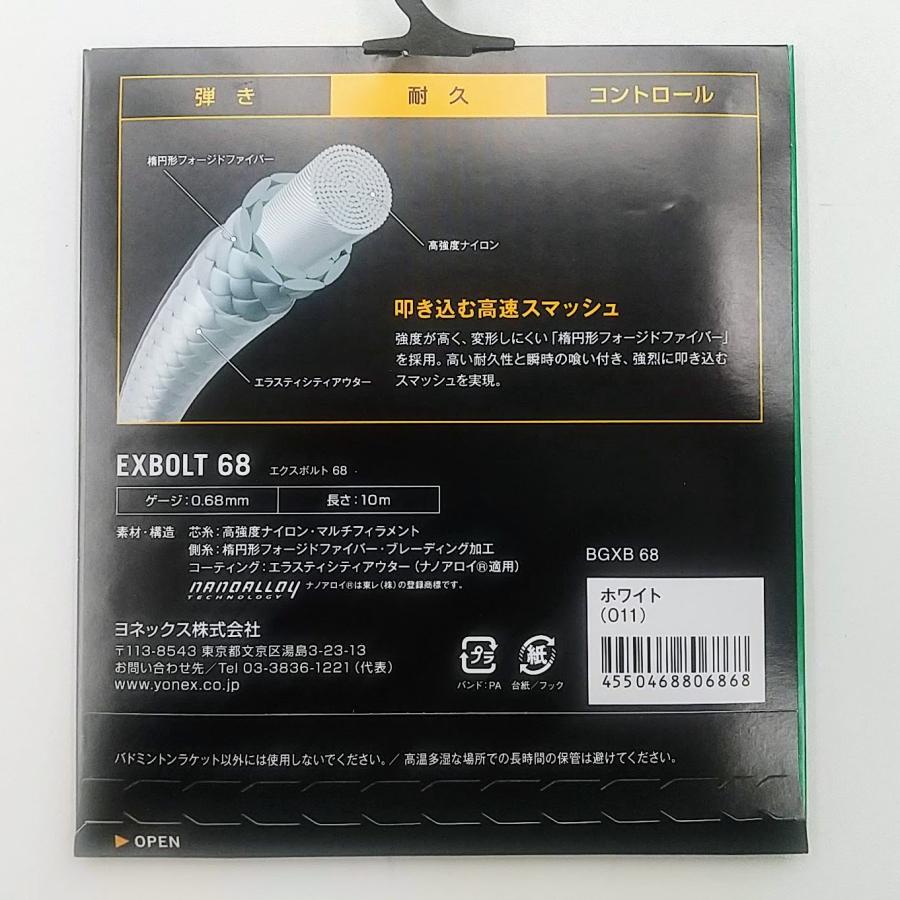 弾き 耐久 コントロール
楕円形フォージドファイバー
高強度ナイロン
叩き込む高速スマッシュ
強度が高く、変形しにくい「楕円形フォージドファイバー」
を採用。高い耐久性と瞬時の喰い付き、強烈に叩き込む
スマッシュを実現。
エラスティシティアウター
EXBOLT 68 エクスボルト 68
ゲージ:0.68mm 長さ:10m
素材・構造 芯糸:高強度ナイロン・マルチフィラメント
側糸:楕円形フォージドファイバー・ブレーディング加工
コーティング:エラスティシティアウター(ナノアロイ®適用)
NANOALLOY ナノアロイ®は東レ(株)の登録商標です。
TECHNOLOGY
BGXB 68
ホワイト
(011)
4550468806868
ヨネックス株式会社
〒113-8543 東京都文京区湯島3-23-13
お問い合わせ先/Tel 03-3836-1221(代表)
www.yonex.co.jp
プラ 紙
バンド:PA 台紙/フック
バドミントンラケット以外には使用しないでください。/高温多湿な場所での長時間の保管は避けてください。
▶ OPEN